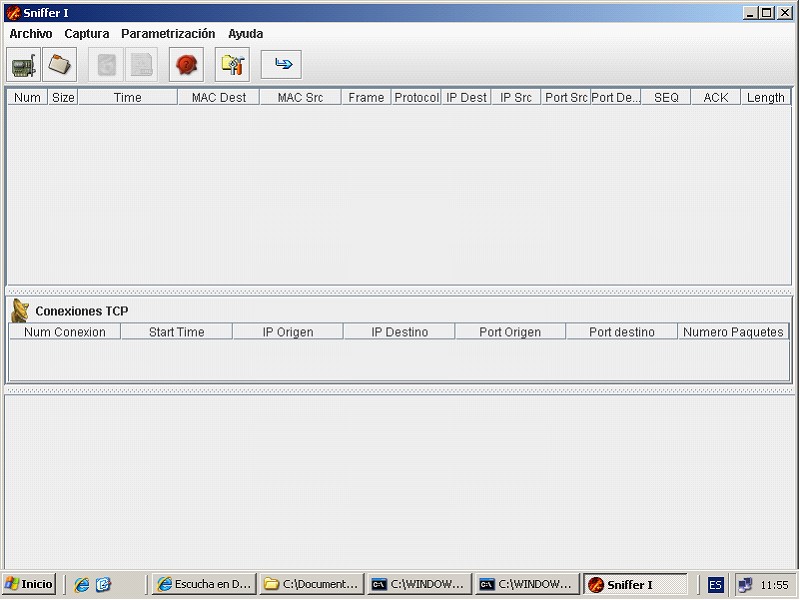 Sniffer I
Archivo Captura Parametrización Ayuda
Num Size Time MAC Dest MAC Src Frame Protocol IP Dest IP Src Port Src Port De... SEQ ACK Length
Conexiones TCP
Num Conexion Start Time IP Origen IP Destino Port Origen Port destino Numero Paquetes
Inicio Escucha en D... C:\Document... C:\WINDOW... C:\WINDOW... Sniffer I ES 11:55